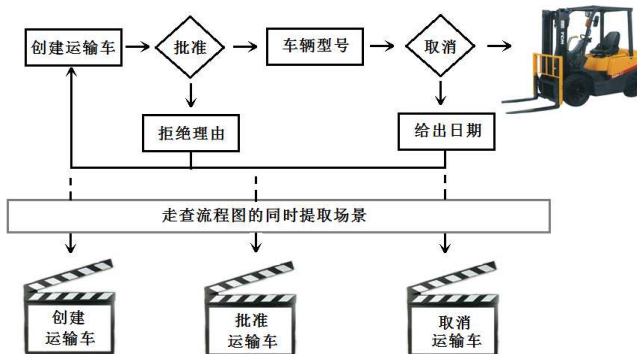 创建运输车
批准
车辆型号
取消
拒绝理由
给出日期
走查流程图的同时提取场景
创建
运输车
批准
运输车
取消
运输车